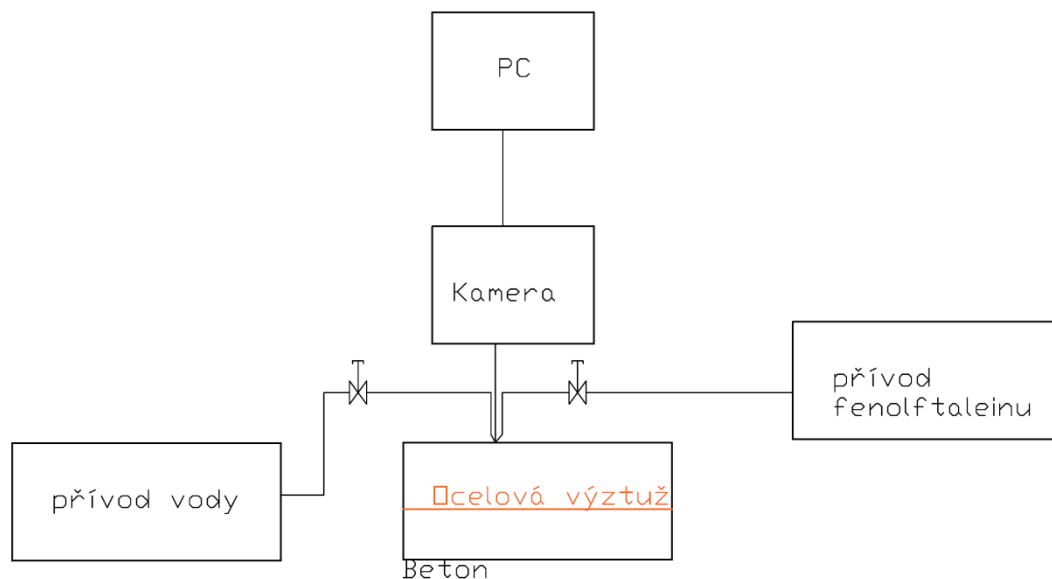 PC
Kamera
přívod
fenolftaleinu
přívod vody
Ocelová výztuž
Beton